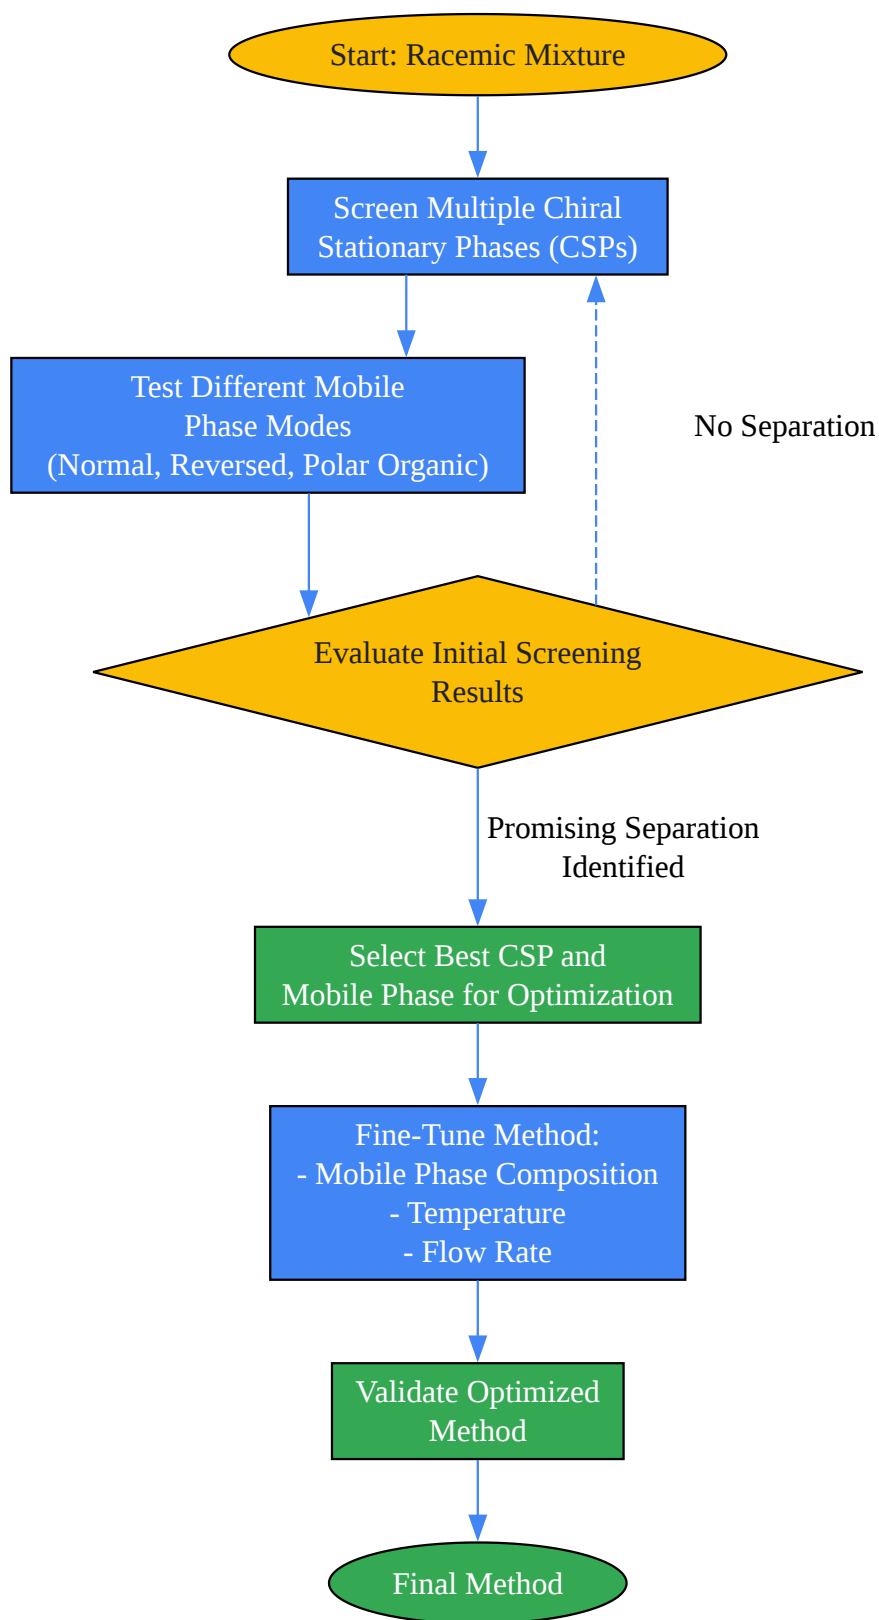 Start: Racemic Mixture
Screen Multiple Chiral
Stationary Phases (CSPs)
Test Different Mobile
Phase Modes
(Normal, Reversed, Polar Organic)
No Separation
Evaluate Initial Screening
Results
Promising Separation
Identified
Select Best CSP and
Mobile Phase for Optimization
Fine-Tune Method:
- Mobile Phase Composition
- Temperature
- Flow Rate
Validate Optimized
Method
Final Method